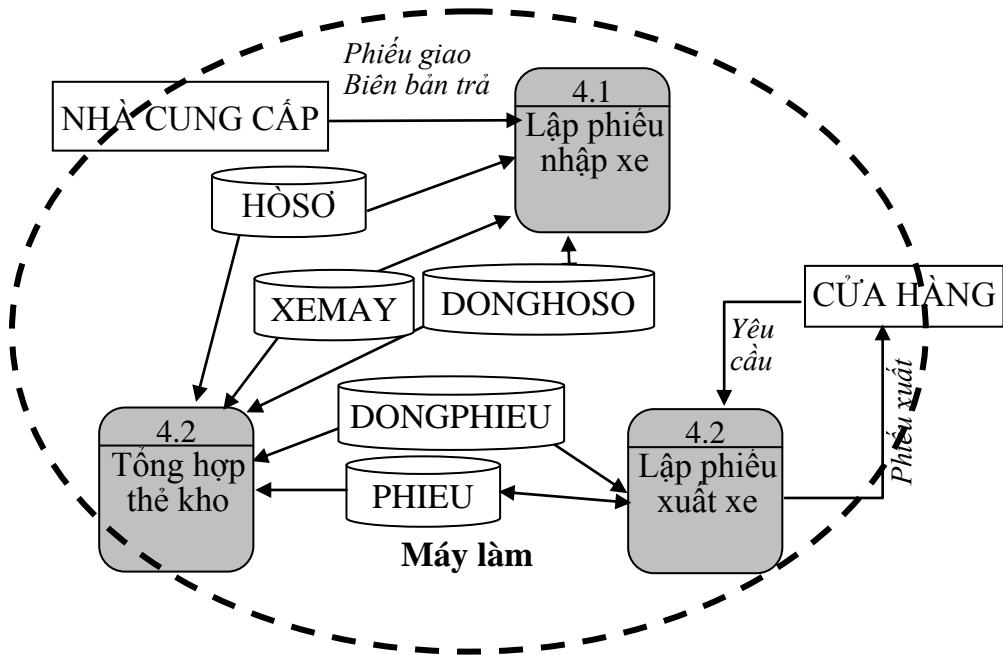 Phiếu giao
Biên bản trả
4.1
Lập phiếu
nhập xe
NHÀ CUNG CẤP
HÒSƠ
XEMAY
DONGHOSO
CỬA HÀNG
Yêu
cầu
Phiếu xuất
DONGPHIEU
4.2
Tổng hợp
thẻ kho
4.2
Lập phiếu
xuất xe
PHIEU
Máy làm